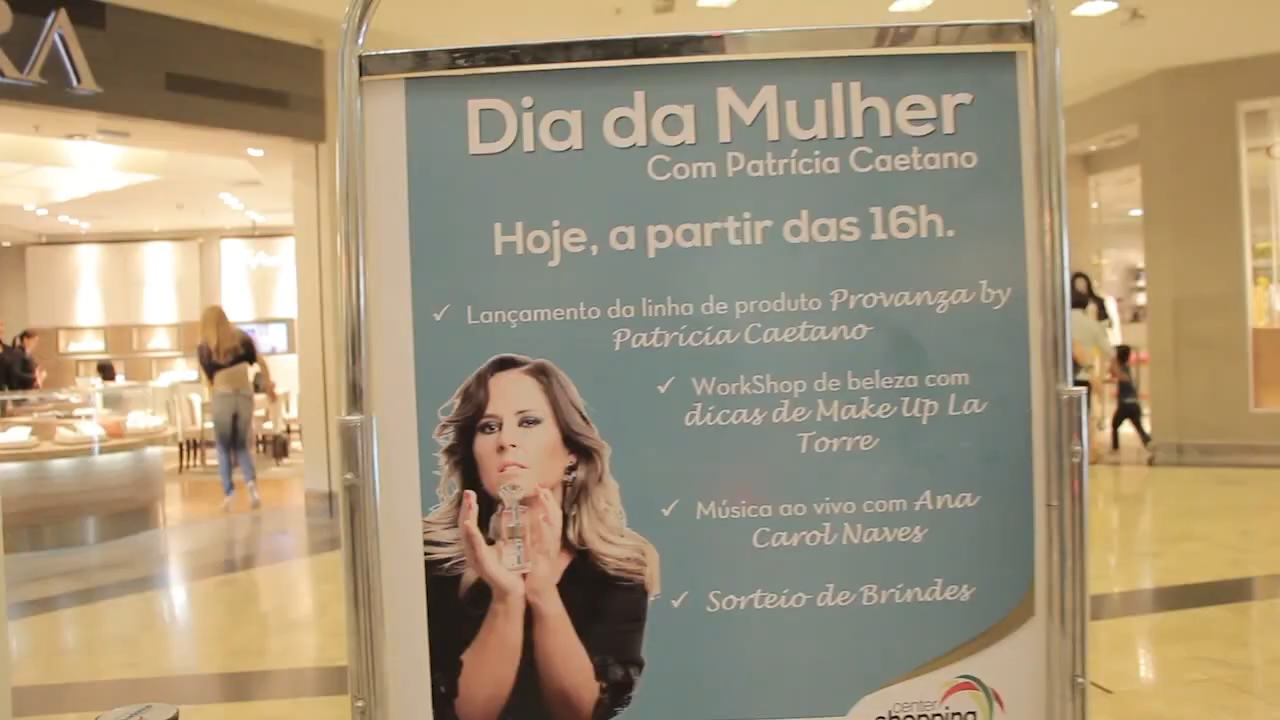 RA
Dia da Mulher
Com Patrícia Caetano
Hoje, a partir das 16h.
✓ Lançamento da linha de produto Provanza by
Patrícia Caetano
✓ WorkShop de beleza com
dicas de Make Up La
Torre
✓ Música ao vivo com Ana
Carol Naves
✓ Sorteio de Brindes
center
shopping